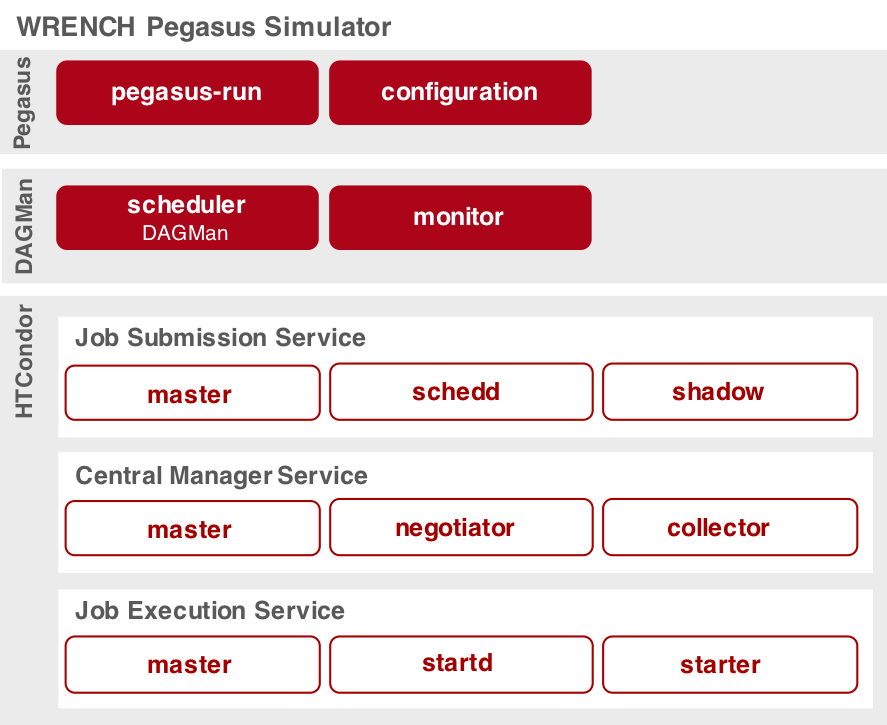 WRENCH Pegasus Simulator
Pegasus
pegasus-run
configuration
DAGMan
scheduler
DAGMan
monitor
HTCondor
Job Submission Service
master
schedd
shadow
Central Manager Service
master
negotiator
collector
Job Execution Service
master
startd
starter